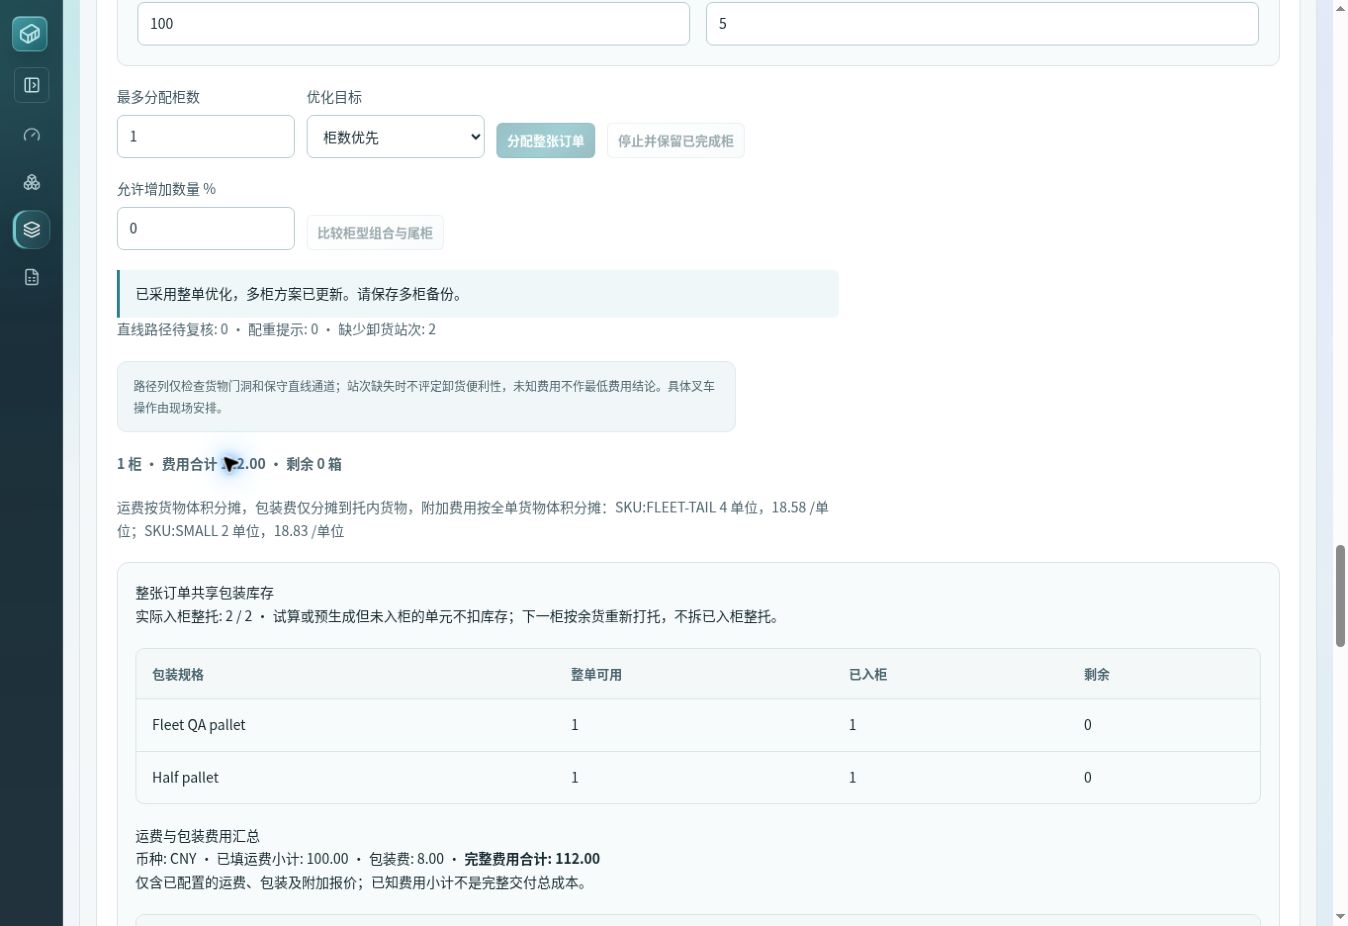 100
5
最多分配柜数
优化目标
1
柜数优先
分配整张订单
停止并保留已完成柜
允许增加数量 %
0
比较柜型组合与尾柜
已采用整单优化，多柜方案已更新。请保存多柜备份。
直线路径待复核: 0 · 配重提示: 0 · 缺少卸货站次: 2
路径列仅检查货物门洞和保守直线通道；站次缺失时不评定卸货便利性，未知费用不作最低费用结论。具体叉车
操作由现场安排。
1 柜 · 费用合计 2.00 · 剩余 0 箱
运费按货物体积分摊，包装费仅分摊到托内货物，附加费用按全单货物体积分摊：SKU:FLEET-TAIL 4 单位，18.58 /单
位；SKU:SMALL 2 单位，18.83 /单位
整张订单共享包装库存
实际入柜整托: 2 / 2 · 试算或预生成但未入柜的单元不扣库存；下一柜按余货重新打托，不拆已入柜整托。
包装规格 整单可用 已入柜 剩余
Fleet QA pallet 1 1 0
Half pallet 1 1 0
运费与包装费用汇总
币种: CNY · 已填运费小计: 100.00 · 包装费: 8.00 · 完整费用合计: 112.00
仅含已配置的运费、包装及附加报价；已知费用小计不是完整交付总成本。